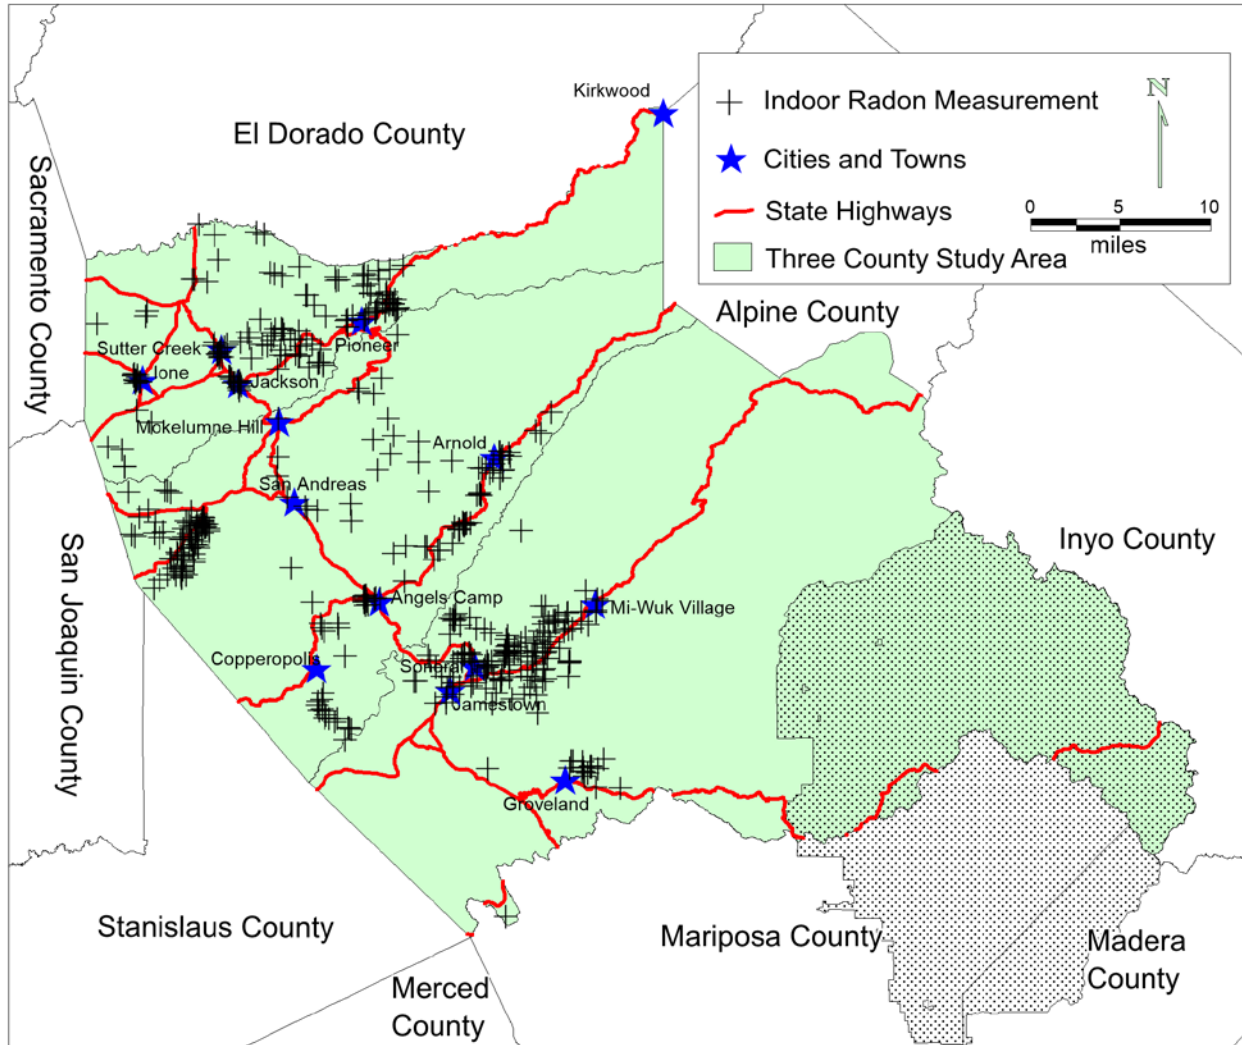 Kirkwood
Indoor Radon Measurement
N
Cities and Towns
State Highways
0 5 10
miles
Three County Study Area
El Dorado County
Sacramento County
Alpine County
Sutter Creek
Pioneer
Ione
Jackson
Mokelumne Hill
Arnold
San Andreas
San Joaquin County
Inyo County
Angels Camp
Mi-Wuk Village
Copperopolis
Sonora
Jamestown
Groveland
Stanislaus County
Mariposa County
Madera
County
Merced
County